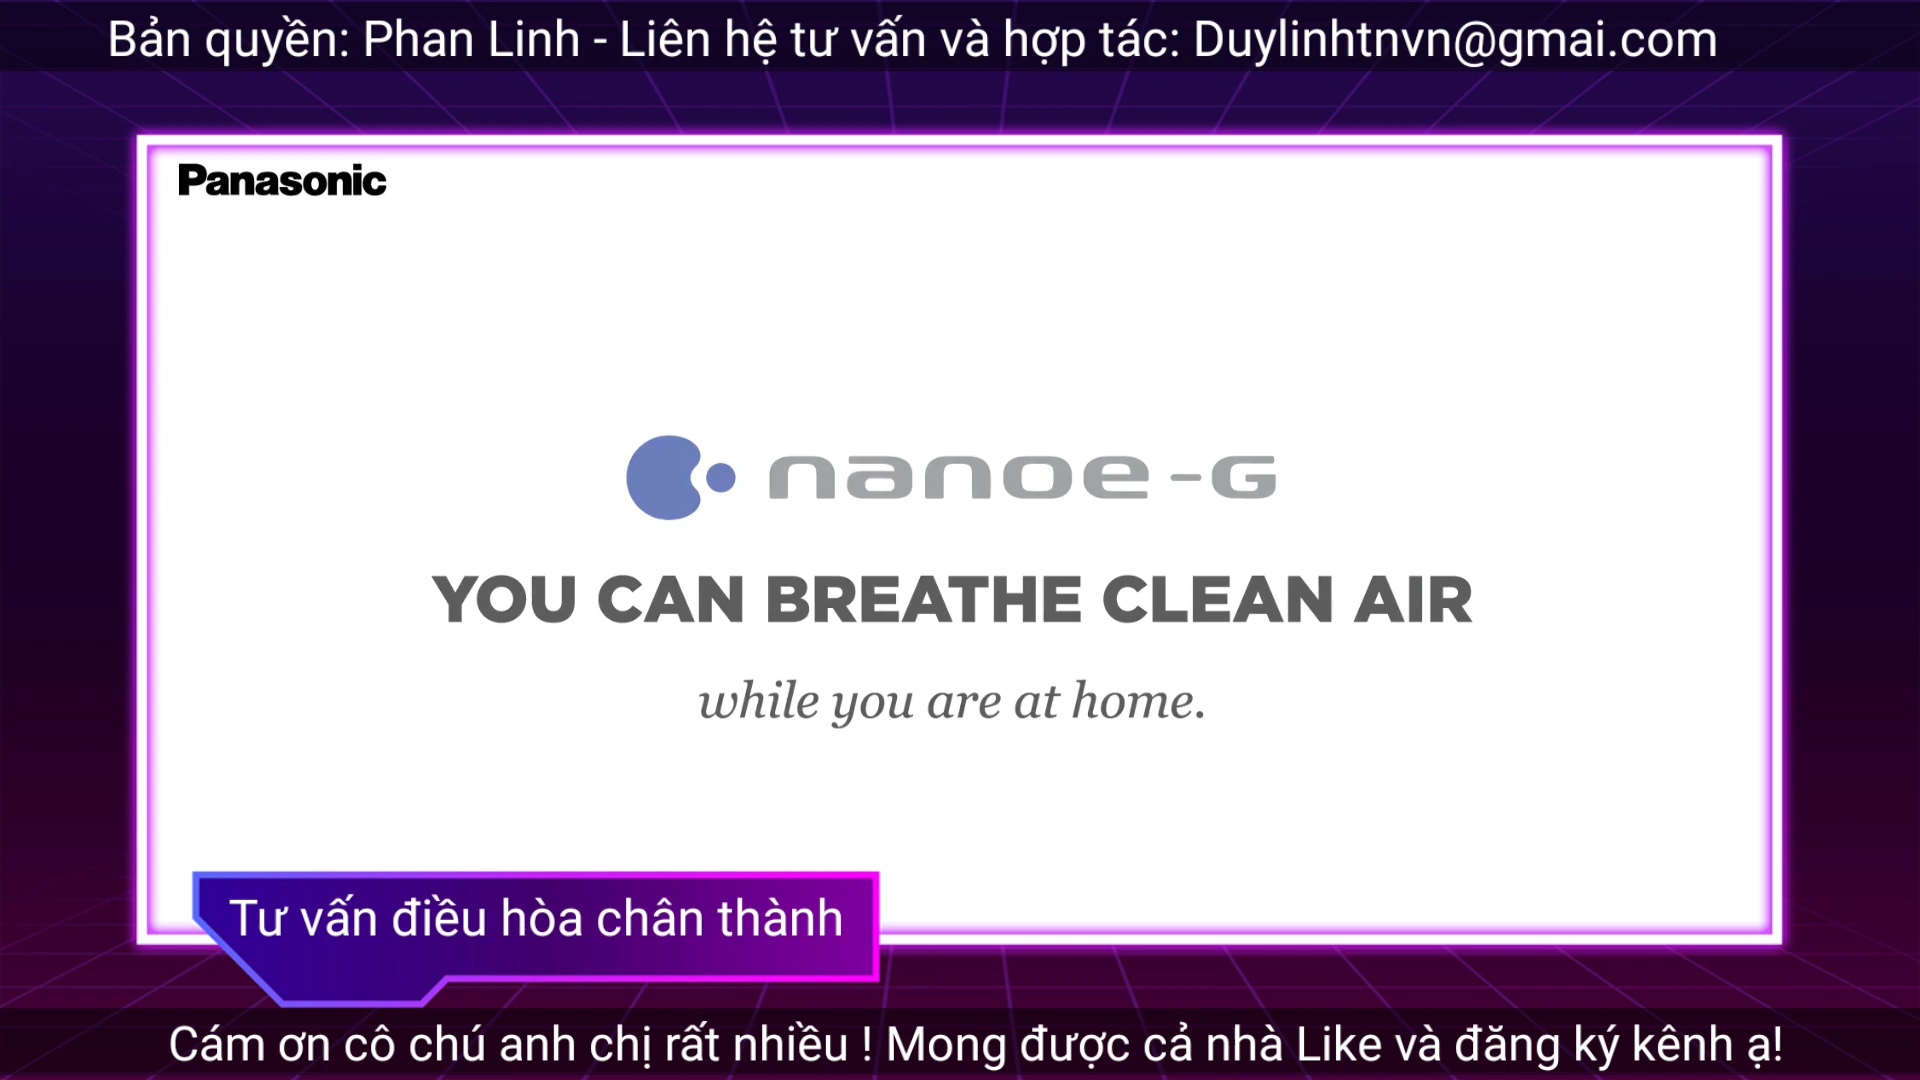 Bản quyền: Phan Linh - Liên hệ tư vấn và hợp tác: Duylinhtnvn@gmai.com
Panasonic
nanoe-G
YOU CAN BREATHE CLEAN AIR
while you are at home.
Tư vấn điều hòa chân thành
Cám ơn cô chú anh chị rất nhiều ! Mong được cả nhà Like và đăng ký kênh ạ!